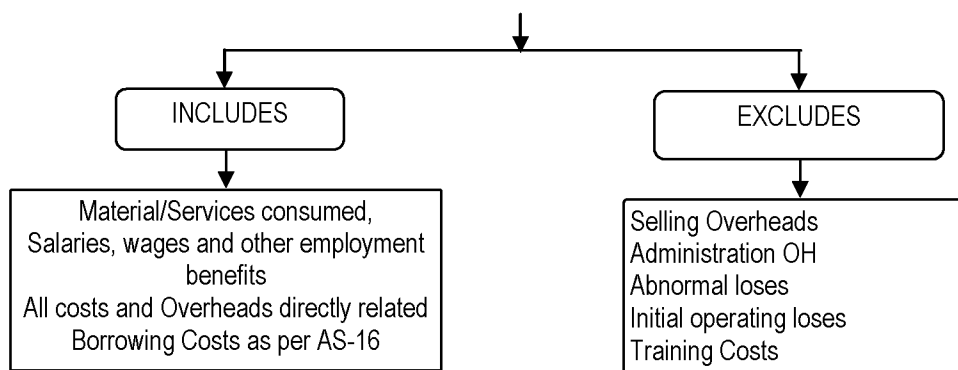 INCLUDES
EXCLUDES
Material/Services consumed,
Salaries, wages and other employment
benefits
All costs and Overheads directly related
Borrowing Costs as per AS-16
Selling Overheads
Administration OH
Abnormal loses
Initial operating loses
Training Costs